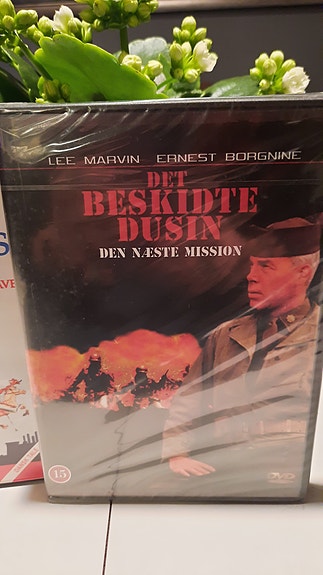 LEE MARVIN ERNEST BORGNINE
DET
BESKIDTE
DUSIN
DEN NÆSTE MISSION
15
DVD